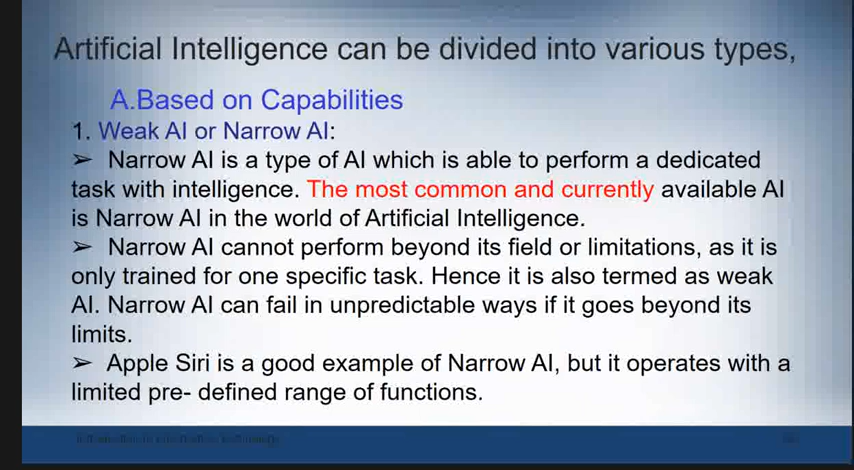 Artificial Intelligence can be divided into various types,
A.Based on Capabilities
1. Weak AI or Narrow AI:
➢ Narrow AI is a type of AI which is able to perform a dedicated
task with intelligence. The most common and currently available AI
is Narrow AI in the world of Artificial Intelligence.
➢ Narrow AI cannot perform beyond its field or limitations, as it is
only trained for one specific task. Hence it is also termed as weak
AI. Narrow AI can fail in unpredictable ways if it goes beyond its
limits.
➢ Apple Siri is a good example of Narrow AI, but it operates with a
limited pre- defined range of functions.